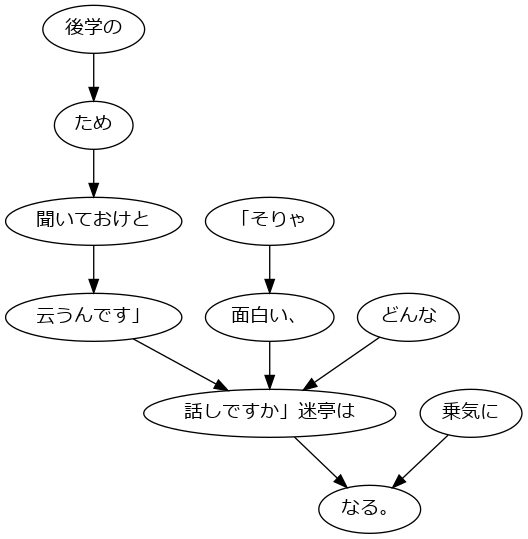 後学の
ため
聞いておけと
「そりゃ
云うんです」
面白い、
どんな
話しですか」迷亭は
乗気に
なる。